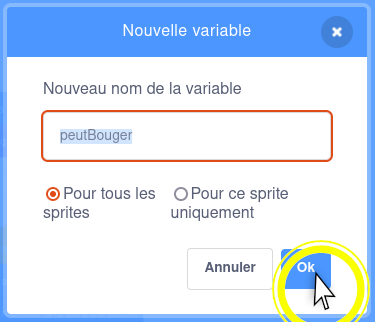 Nouvelle variable
Nouveau nom de la variable
peutBouger
Pour tous les sprites
Pour ce sprite uniquement
Annuler
Ok